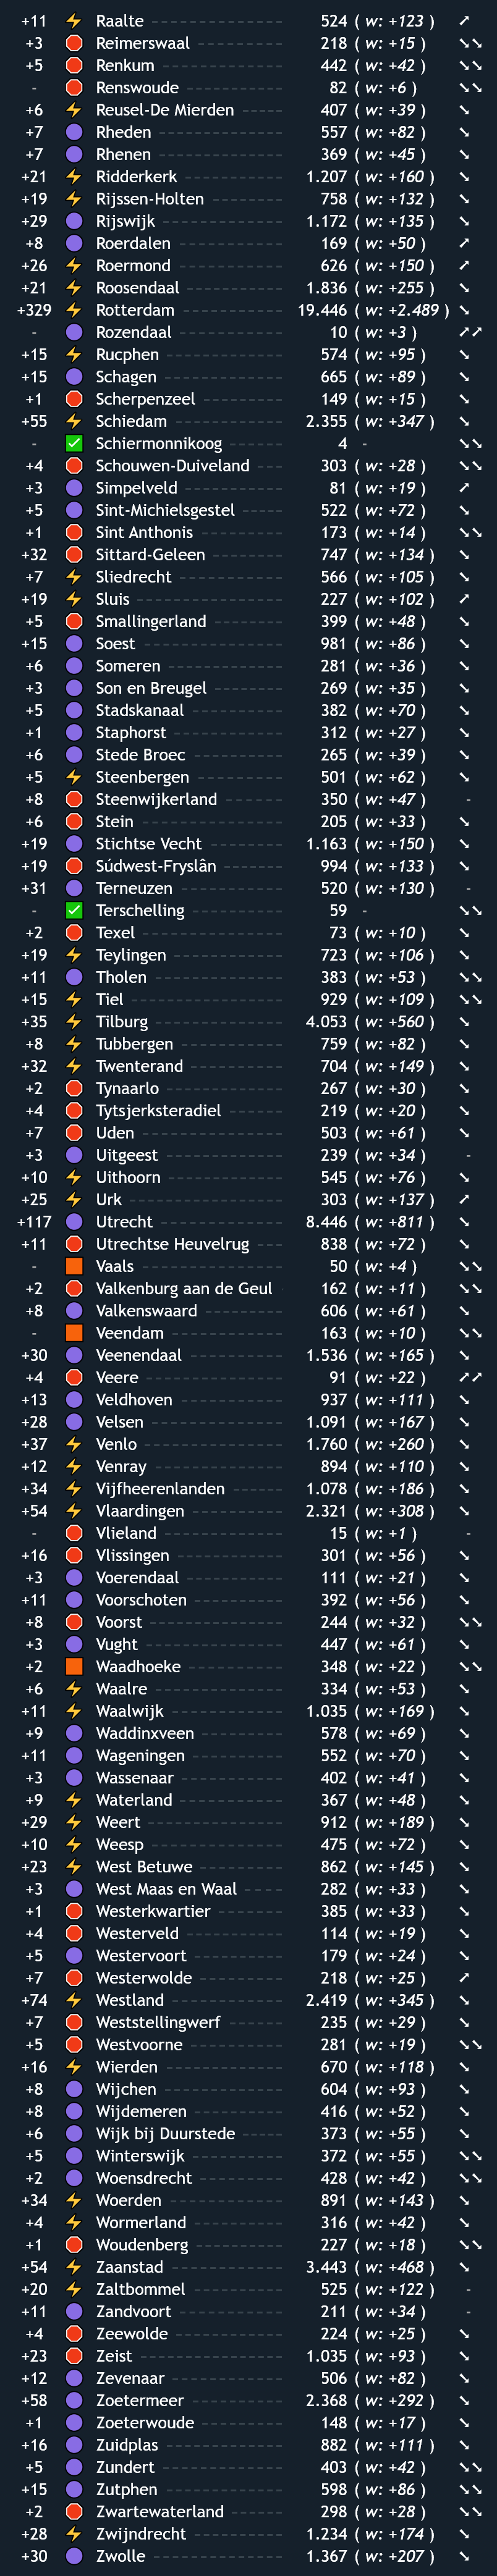 +11 Raalte 524 ( w: +123 )
+3 Reimerswaal 218 ( w: +15 )
+5 Renkum 442 ( w: +42 )
- Renswoude 82 ( w: +6 )
+6 Reusel-De Mierden 407 ( w: +39 )
+7 Rheden 557 ( w: +82 )
+7 Rhenen 369 ( w: +45 )
+21 Ridderkerk 1.207 ( w: +160 )
+19 Rijssen-Holten 758 ( w: +132 )
+29 Rijswijk 1.172 ( w: +135 )
+8 Roerdalen 169 ( w: +50 )
+26 Roermond 626 ( w: +150 )
+21 Roosendaal 1.836 ( w: +255 )
+329 Rotterdam 19.446 ( w: +2.489 )
- Rozendaal 10 ( w: +3 )
+15 Rucphen 574 ( w: +95 )
+15 Schagen 665 ( w: +89 )
+1 Scherpenzeel 149 ( w: +15 )
+55 Schiedam 2.355 ( w: +347 )
- Schiermonnikoog 4 -
+4 Schouwen-Duiveland 303 ( w: +28 )
+3 Simpelveld 81 ( w: +19 )
+5 Sint-Michielsgestel 522 ( w: +72 )
+1 Sint Anthonis 173 ( w: +14 )
+32 Sittard-Geleen 747 ( w: +134 )
+7 Sliedrecht 566 ( w: +105 )
+19 Sluis 227 ( w: +102 )
+5 Smallingerland 399 ( w: +48 )
+15 Soest 981 ( w: +86 )
+6 Someren 281 ( w: +36 )
+3 Son en Breugel 269 ( w: +35 )
+5 Stadskanaal 382 ( w: +70 )
+1 Staphorst 312 ( w: +27 )
+6 Stede Broec 265 ( w: +39 )
+5 Steenbergen 501 ( w: +62 )
+8 Steenwijkerland 350 ( w: +47 ) -
+6 Stein 205 ( w: +33 )
+19 Stichtse Vecht 1.163 ( w: +150 )
+19 Súdwest-Fryslân 994 ( w: +133 )
+31 Terneuzen 520 ( w: +130 ) -
- Terschelling 59 -
+2 Texel 73 ( w: +10 )
+19 Teylingen 723 ( w: +106 )
+11 Tholen 383 ( w: +53 )
+15 Tiel 929 ( w: +109 )
+35 Tilburg 4.053 ( w: +560 )
+8 Tubbergen 759 ( w: +82 )
+32 Twenterand 704 ( w: +149 )
+2 Tynaarlo 267 ( w: +30 )
+4 Tytsjerksteradiel 219 ( w: +20 )
+7 Uden 503 ( w: +61 )
+3 Uitgeest 239 ( w: +34 ) -
+10 Uithoorn 545 ( w: +76 )
+25 Urk 303 ( w: +137 )
+117 Utrecht 8.446 ( w: +811 )
+11 Utrechtse Heuvelrug 838 ( w: +72 )
- Vaals 50 ( w: +4 )
+2 Valkenburg aan de Geul 162 ( w: +11 )
+8 Valkenswaard 606 ( w: +61 )
- Veendam 163 ( w: +10 )
+30 Veenendaal 1.536 ( w: +165 )
+4 Veere 91 ( w: +22 )
+13 Veldhoven 937 ( w: +111 )
+28 Velsen 1.091 ( w: +167 )
+37 Venlo 1.760 ( w: +260 )
+12 Venray 894 ( w: +110 )
+34 Vijfheerenlanden 1.078 ( w: +186 )
+54 Vlaardingen 2.321 ( w: +308 )
- Vlieland 15 ( w: +1 ) -
+16 Vlissingen 301 ( w: +56 )
+3 Voerendaal 111 ( w: +21 )
+11 Voorschoten 392 ( w: +56 )
+8 Voorst 244 ( w: +32 )
+3 Vught 447 ( w: +61 )
+2 Waadhoeke 348 ( w: +22 )
+6 Waalre 334 ( w: +53 )
+11 Waalwijk 1.035 ( w: +169 )
+9 Waddinxveen 578 ( w: +69 )
+11 Wageningen 552 ( w: +70 )
+3 Wassenaar 402 ( w: +41 )
+9 Waterland 367 ( w: +48 )
+29 Weert 912 ( w: +189 )
+10 Weesp 475 ( w: +72 )
+23 West Betuwe 862 ( w: +145 )
+3 West Maas en Waal 282 ( w: +33 )
+1 Westerkwartier 385 ( w: +33 )
+4 Westerveld 114 ( w: +19 )
+5 Westervoort 179 ( w: +24 )
+7 Westerwolde 218 ( w: +25 )
+74 Westland 2.419 ( w: +345 )
+7 Weststellingwerf 235 ( w: +29 )
+5 Westvoorne 281 ( w: +19 )
+16 Wierden 670 ( w: +118 )
+8 Wijchen 604 ( w: +93 )
+8 Wijdemeren 416 ( w: +52 )
+6 Wijk bij Duurstede 373 ( w: +55 )
+5 Winterswijk 372 ( w: +55 )
+2 Woensdrecht 428 ( w: +42 )
+34 Woerden 891 ( w: +143 )
+4 Wormerland 316 ( w: +42 )
+1 Woudenberg 227 ( w: +18 )
+54 Zaanstad 3.443 ( w: +468 )
+20 Zaltbommel 525 ( w: +122 ) -
+11 Zandvoort 211 ( w: +34 ) -
+4 Zeewolde 224 ( w: +25 )
+23 Zeist 1.035 ( w: +93 )
+12 Zevenaar 506 ( w: +82 )
+58 Zoetermeer 2.368 ( w: +292 )
+1 Zoeterwoude 148 ( w: +17 )
+16 Zuidplas 882 ( w: +111 )
+5 Zundert 403 ( w: +42 )
+15 Zutphen 598 ( w: +86 )
+2 Zwartewaterland 298 ( w: +28 )
+28 Zwijndrecht 1.234 ( w: +174 )
+30 Zwolle 1.367 ( w: +207 )